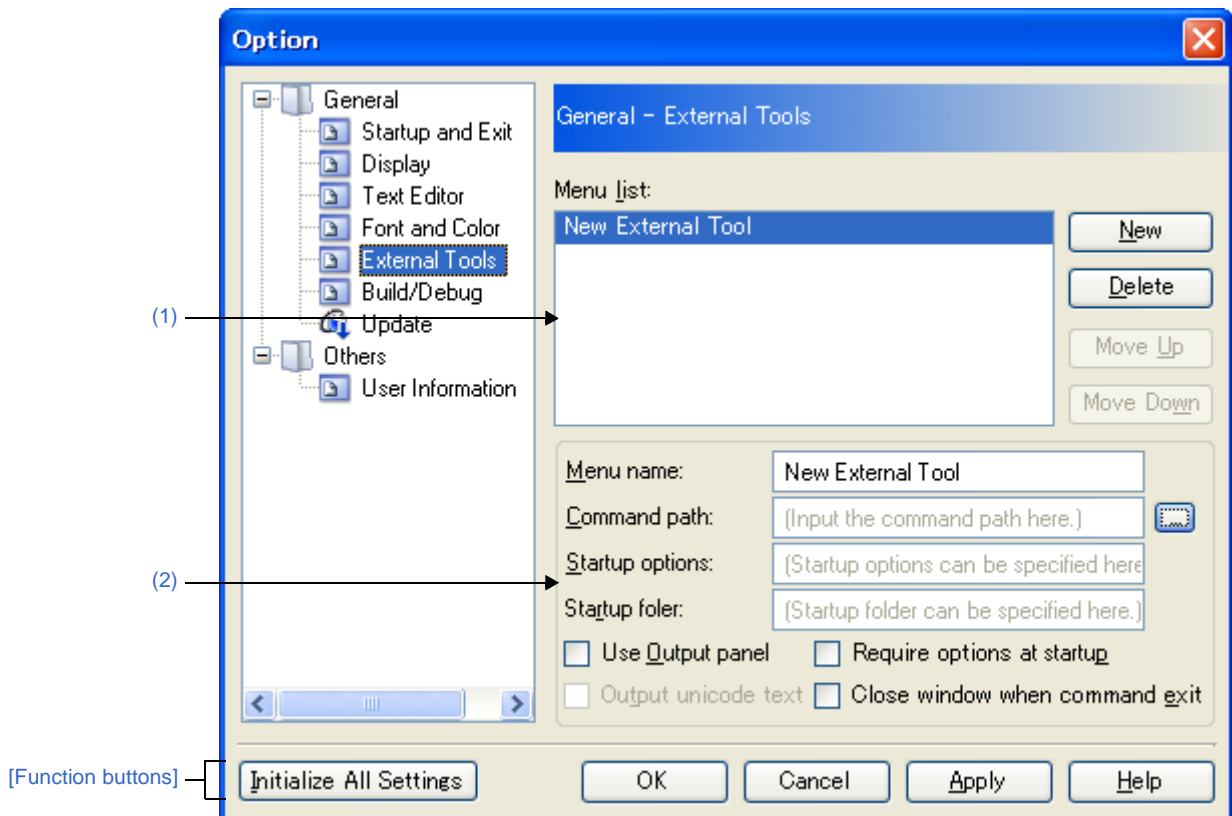 Option
General
Startup and Exit
Display
Text Editor
Font and Color
External Tools
Build/Debug
Update
Others
User Information
General - External Tools
Menu list:
New External Tool
New
Delete
Move Up
Move Down
(1)
Menu name:
New External Tool
Command path:
(Input the command path here.)
...
Startup options:
(Startup options can be specified here
Startup foler:
(Startup folder can be specified here.)
Use Output panel
Require options at startup
Output unicode text
Close window when command exit
(2)
[Function buttons]
Initialize All Settings
OK
Cancel
Apply
Help